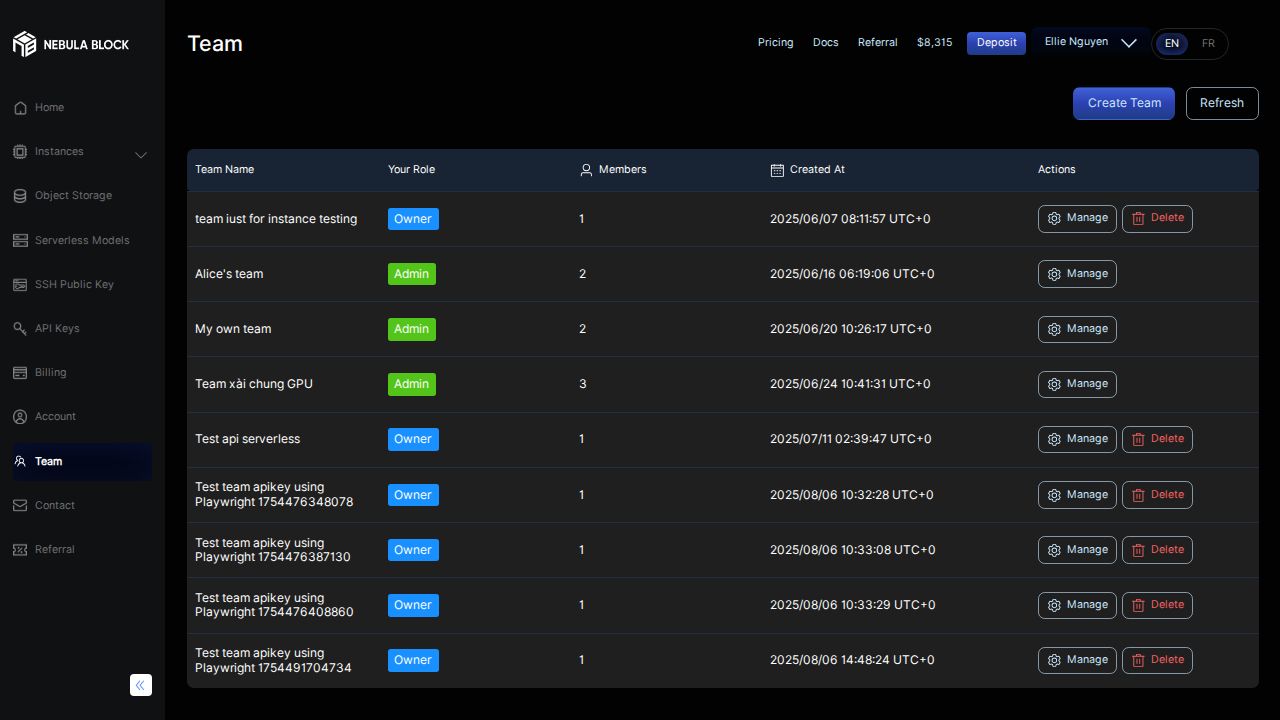 NEBULA BLOCK
Home
Instances
Object Storage
Serverless Models
SSH Public Key
API Keys
Billing
Account
Team
Contact
Referral
Team
Pricing Docs Referral $8,315 Deposit Ellie Nguyen EN FR
Create Team Refresh
Team Name Your Role Members Created At Actions
team iust for instance testing Owner 1 2025/06/07 08:11:57 UTC+0 Manage Delete
Alice's team Admin 2 2025/06/16 06:19:06 UTC+0 Manage
My own team Admin 2 2025/06/20 10:26:17 UTC+0 Manage
Team xài chung GPU Admin 3 2025/06/24 10:41:31 UTC+0 Manage
Test api serverless Owner 1 2025/07/11 02:39:47 UTC+0 Manage Delete
Test team apikey using
Playwright 1754476348078 Owner 1 2025/08/06 10:32:28 UTC+0 Manage Delete
Test team apikey using
Playwright 1754476387130 Owner 1 2025/08/06 10:33:08 UTC+0 Manage Delete
Test team apikey using
Playwright 1754476408860 Owner 1 2025/08/06 10:33:29 UTC+0 Manage Delete
Test team apikey using
Playwright 1754491704734 Owner 1 2025/08/06 14:48:24 UTC+0 Manage Delete